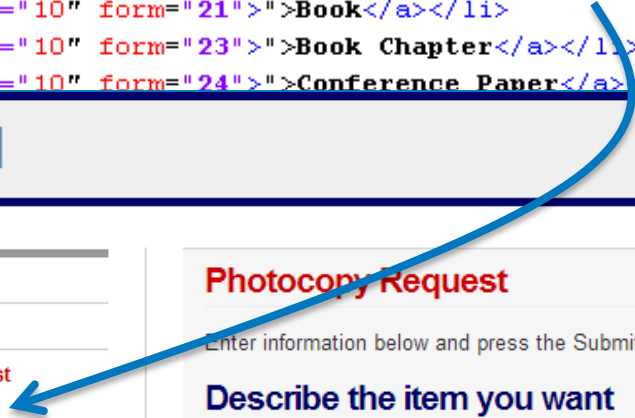 ="10" form="21">">Book</a></li>
="10" form="23">">Book Chapter</a></li>
="10" form="24">">Conference Paper</a>
Photocopy Request
Enter information below and press the Submi
st
Describe the item you want